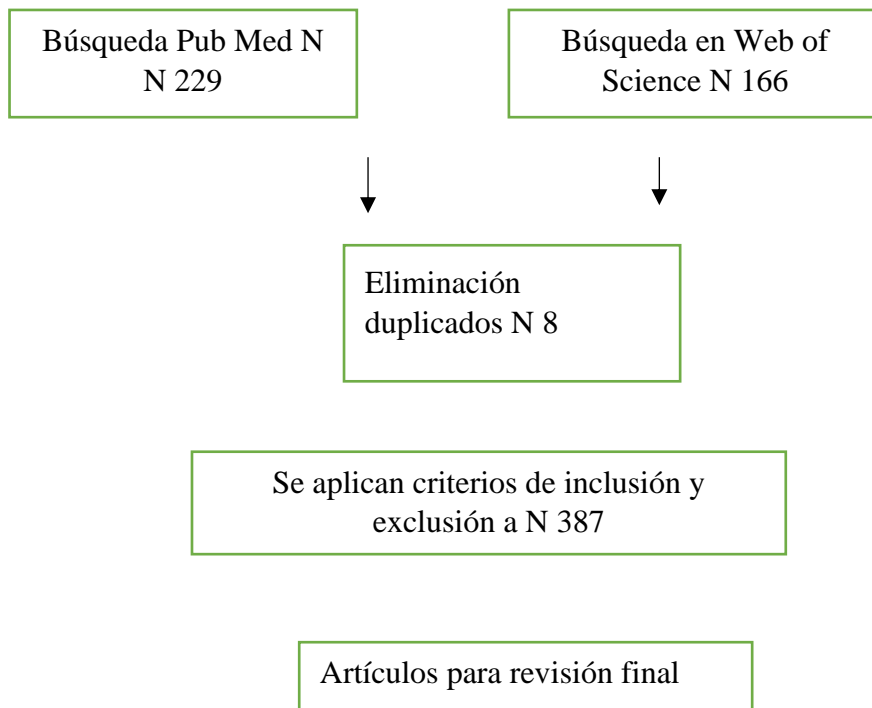 Búsqueda Pub Med N
N 229
Búsqueda en Web of
Science N 166
Eliminación
duplicados N 8
Se aplican criterios de inclusión y
exclusión a N 387
Artículos para revisión final